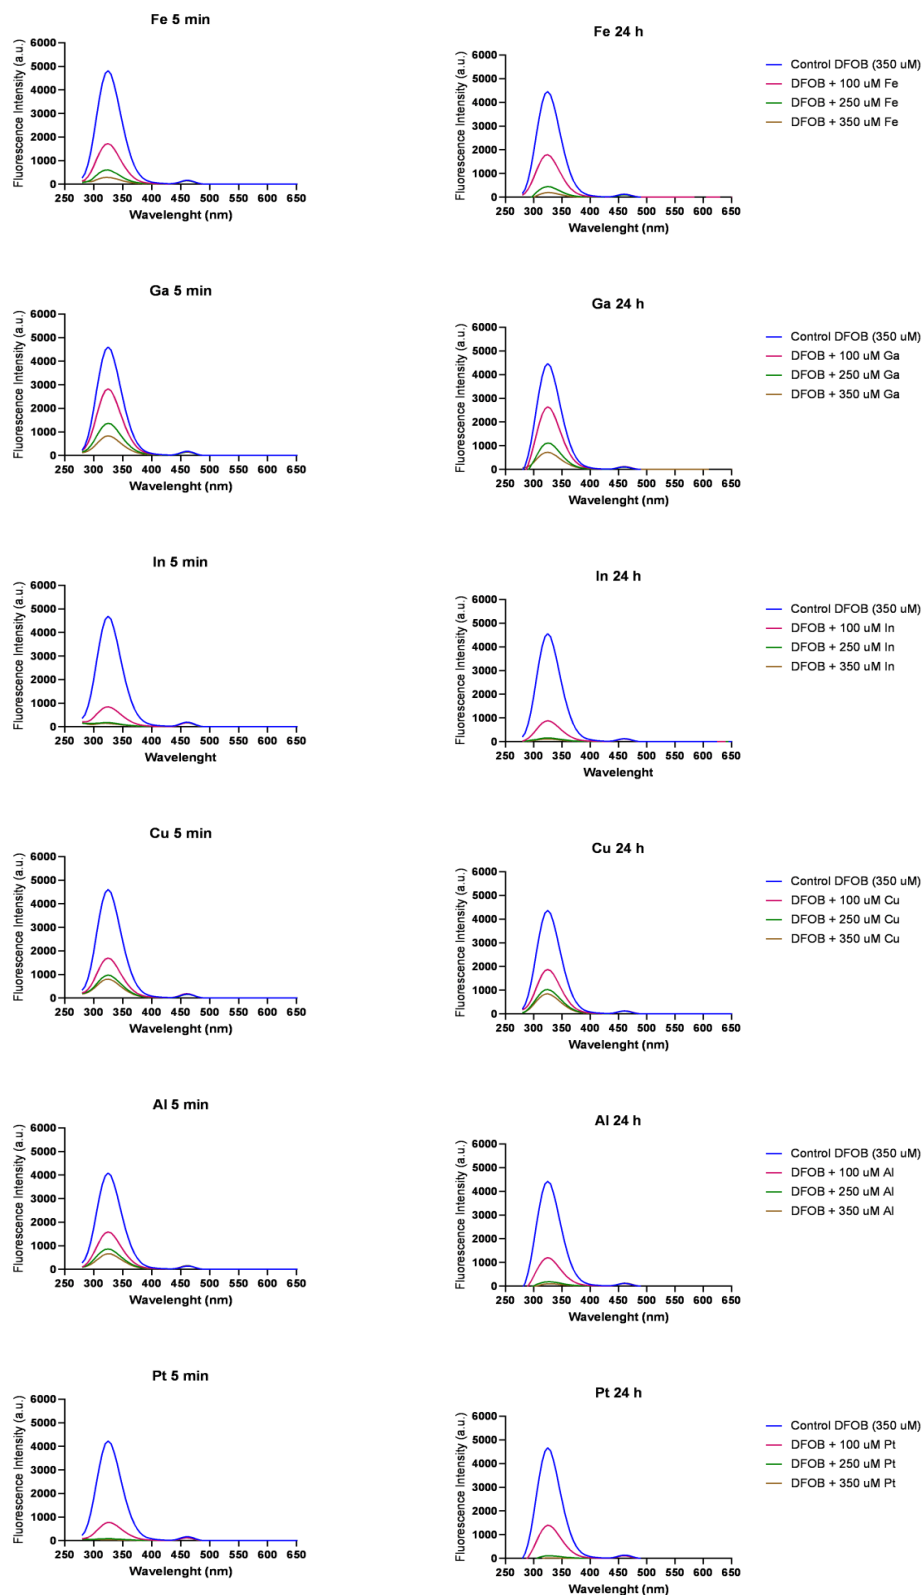 Fe 5 min
Fluorescence Intensity (a.u.)
6000
5000
4000
3000
2000
1000
0
250 300 350 400 450 500 550 600 650
Wavelenght (nm)
Fe 24 h
Fluorescence Intensity (a.u.)
6000
5000
4000
3000
2000
1000
0
250 300 350 400 450 500 550 600 650
Wavelenght (nm)
Control DFOB (350 uM)
DFOB + 100 uM Fe
DFOB + 250 uM Fe
DFOB + 350 uM Fe
Ga 5 min
Fluorescence Intensity (a.u.)
6000
5000
4000
3000
2000
1000
0
250 300 350 400 450 500 550 600 650
Wavelenght (nm)
Ga 24 h
Fluorescence Intensity (a.u.)
6000
5000
4000
3000
2000
1000
0
250 300 350 400 450 500 550 600 650
Wavelenght (nm)
Control DFOB (350 uM)
DFOB + 100 uM Ga
DFOB + 250 uM Ga
DFOB + 350 uM Ga
In 5 min
Fluorescence Intensity (a.u.)
6000
5000
4000
3000
2000
1000
0
250 300 350 400 450 500 550 600 650
Wavelenght
In 24 h
Fluorescence Intensity (a.u.)
6000
5000
4000
3000
2000
1000
0
250 300 350 400 450 500 550 600 650
Wavelenght
Control DFOB (350 uM)
DFOB + 100 uM In
DFOB + 250 uM In
DFOB + 350 uM In
Cu 5 min
Fluorescence Intensity (a.u.)
6000
5000
4000
3000
2000
1000
0
250 300 350 400 450 500 550 600 650
Wavelenght (nm)
Cu 24 h
Fluorescence Intensity (a.u.)
6000
5000
4000
3000
2000
1000
0
250 300 350 400 450 500 550 600 650
Wavelenght (nm)
Control DFOB (350 uM)
DFOB + 100 uM Cu
DFOB + 250 uM Cu
DFOB + 350 uM Cu
Al 5 min
Fluorescence Intensity (a.u.)
6000
5000
4000
3000
2000
1000
0
250 300 350 400 450 500 550 600 650
Wavelenght (nm)
Al 24 h
Fluorescence Intensity (a.u.)
6000
5000
4000
3000
2000
1000
0
250 300 350 400 450 500 550 600 650
Wavelenght (nm)
Control DFOB (350 uM)
DFOB + 100 uM Al
DFOB + 250 uM Al
DFOB + 350 uM Al
Pt 5 min
Fluorescence Intensity (a.u.)
6000
5000
4000
3000
2000
1000
0
250 300 350 400 450 500 550 600 650
Wavelenght (nm)
Pt 24 h
Fluorescence Intensity (a.u.)
6000
5000
4000
3000
2000
1000
0
250 300 350 400 450 500 550 600 650
Wavelenght (nm)
Control DFOB (350 uM)
DFOB + 100 uM Pt
DFOB + 250 uM Pt
DFOB + 350 uM Pt